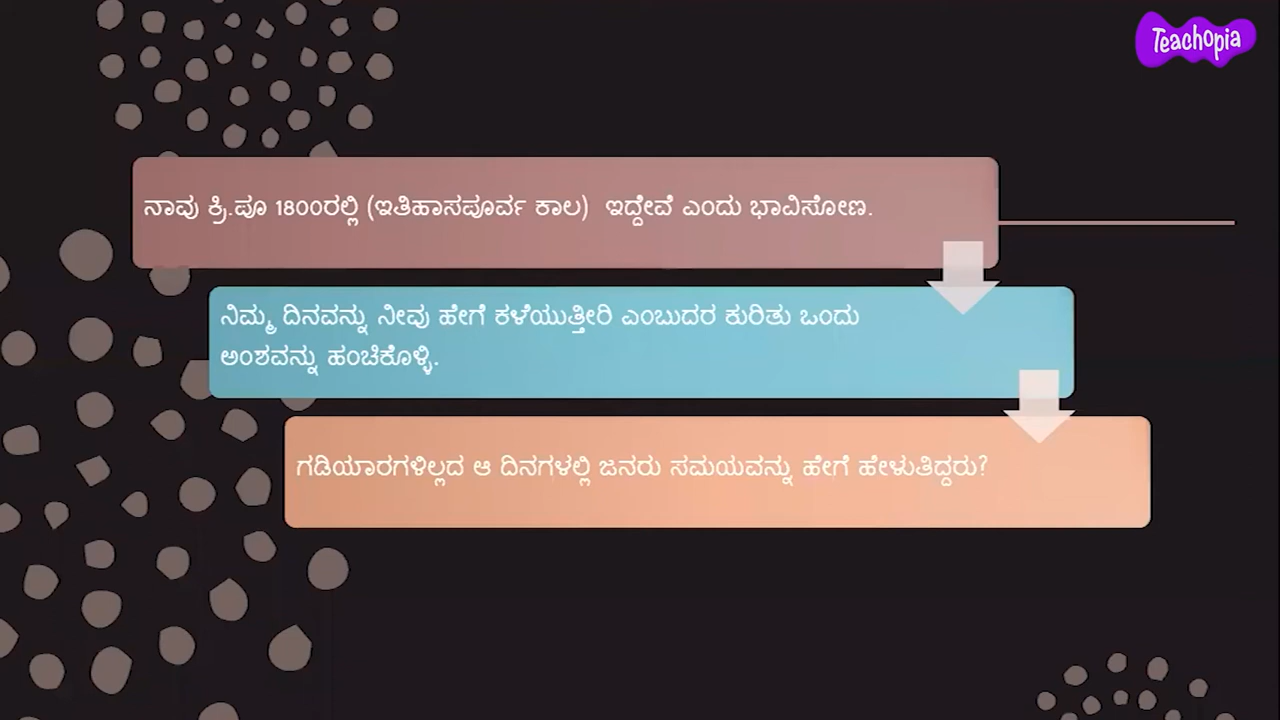 Teachopia
ನಾವು ಕ್ರಿ.ಪೂ 1800ರಲ್ಲಿ (ಇತಿಹಾಸಪೂರ್ವ ಕಾಲ) ಇದ್ದೇವೆ ಎಂದು ಭಾವಿಸೋಣ.
ನಿಮ್ಮ ದಿನವನ್ನು ನೀವು ಹೇಗೆ ಕಳೆಯುತ್ತೀರಿ ಎಂಬುದರ ಕುರಿತು ಒಂದು
ಅಂಶವನ್ನು ಹಂಚಿಕೊಳ್ಳಿ.
ಗಡಿಯಾರಗಳಿಲ್ಲದ ಆ ದಿನಗಳಲ್ಲಿ ಜನರು ಸಮಯವನ್ನು ಹೇಗೆ ಹೇಳುತಿದ್ದರು?